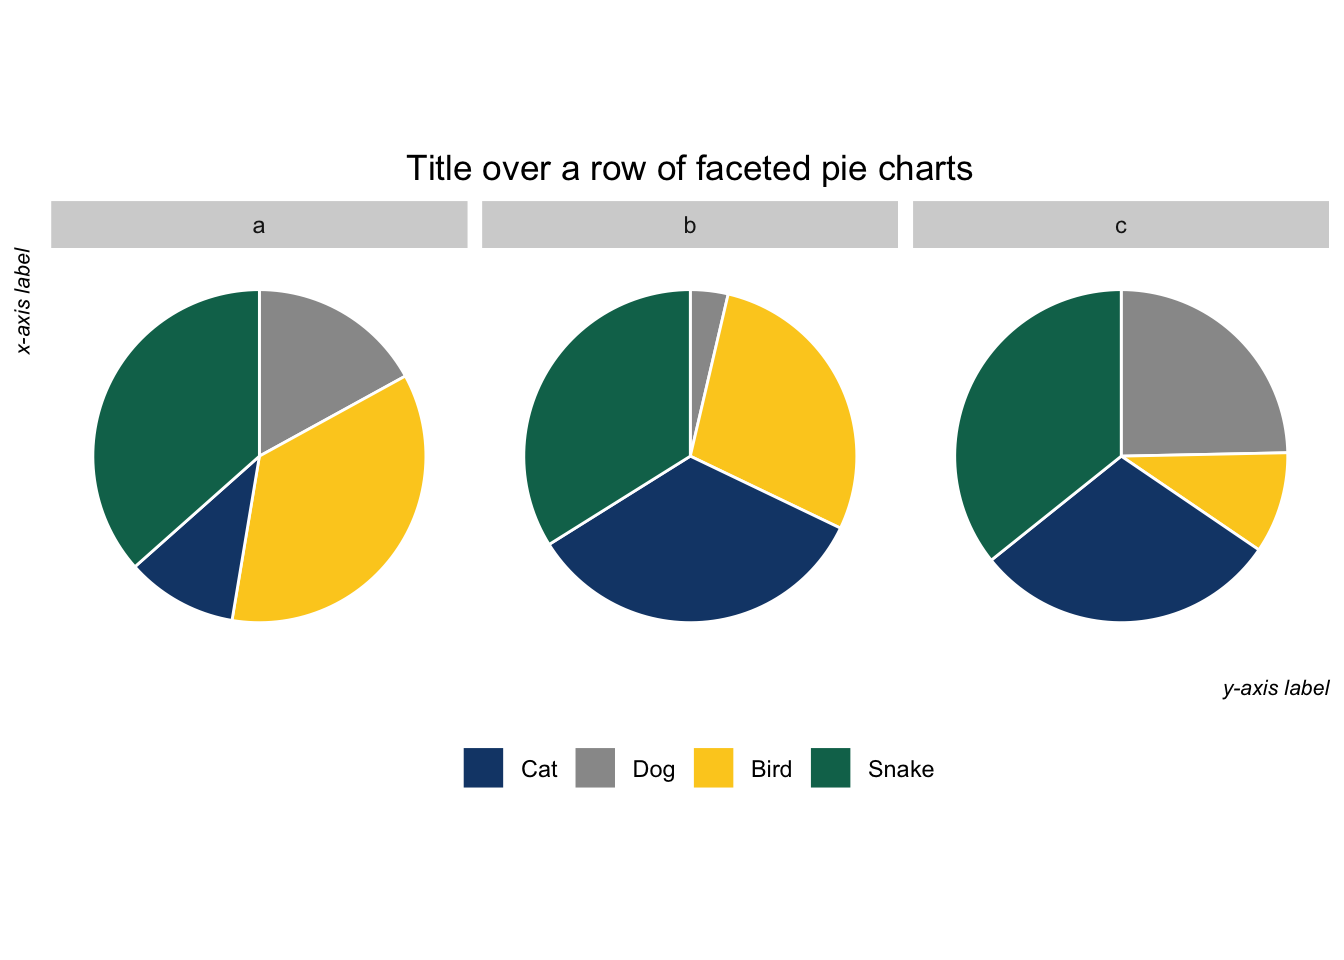 Title over a row of faceted pie charts
a
b
c
x-axis label
y-axis label
Cat
Dog
Bird
Snake